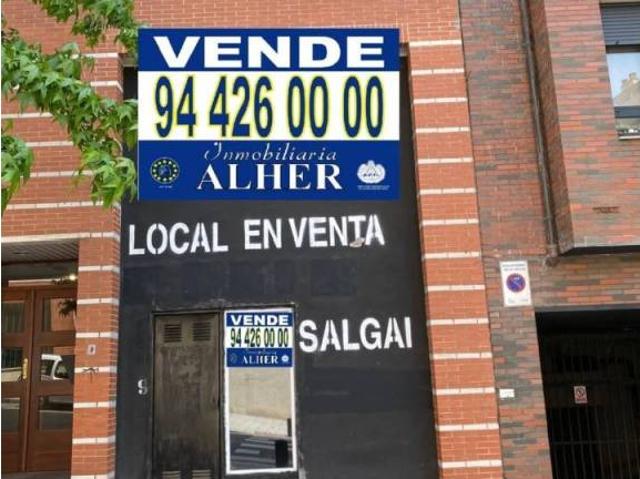 VENDE
94 426 00 00
Inmobiliaria
ALHER
LOCAL EN VENTA
VENDE
94 426 00 00
ALHER
SALGAI
9